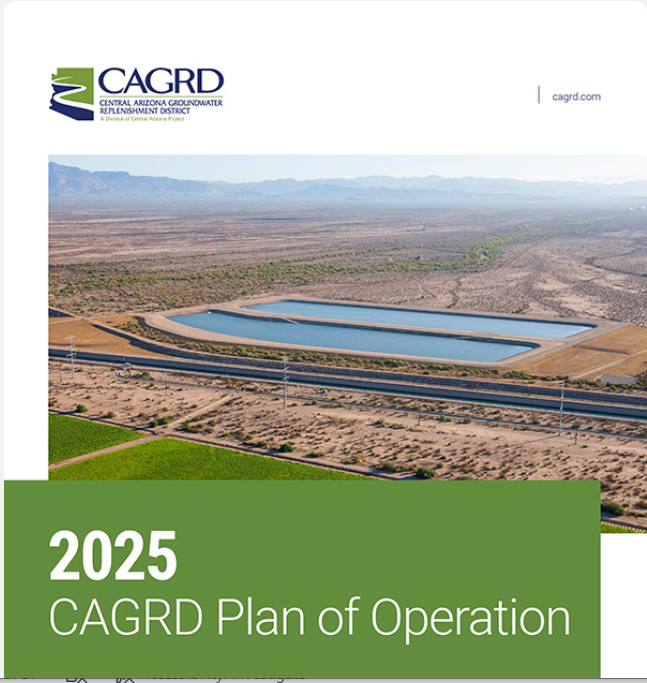 CAGRD
CENTRAL ARIZONA GROUNDWATER
REPLENISHMENT DISTRICT
A Division of Central Arizona Project
cagrd.com
2025
CAGRD Plan of Operation